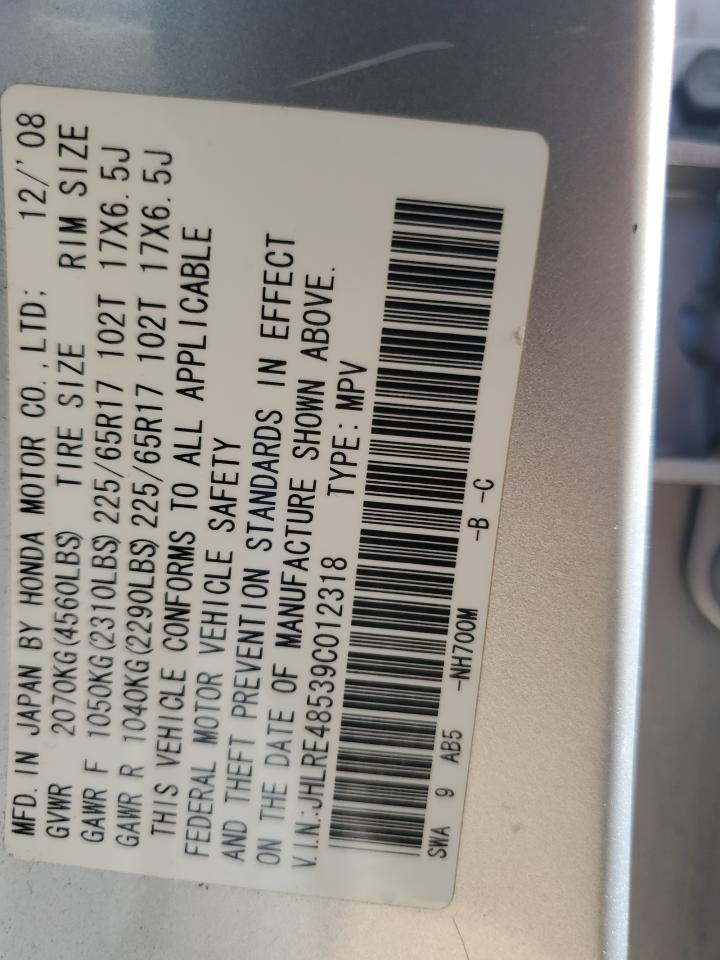 MFD. IN JAPAN BY HONDA MOTOR CO., LTD; 12/'08
GVWR 2070KG(4560LBS) TIRE SIZE RIM SIZE
GAWR F 1050KG(2310LBS) 225/65R17 102T 17X6.5J
GAWR R 1040KG(2290LBS) 225/65R17 102T 17X6.5J
THIS VEHICLE CONFORMS TO ALL APPLICABLE
FEDERAL MOTOR VEHICLE SAFETY
AND THEFT PREVENTION STANDARDS IN EFFECT
ON THE DATE OF MANUFACTURE SHOWN ABOVE.
V.I.N.:JHLRE48539C012318 TYPE: MPV
SWA 9 AB5 -NH700M -B -C